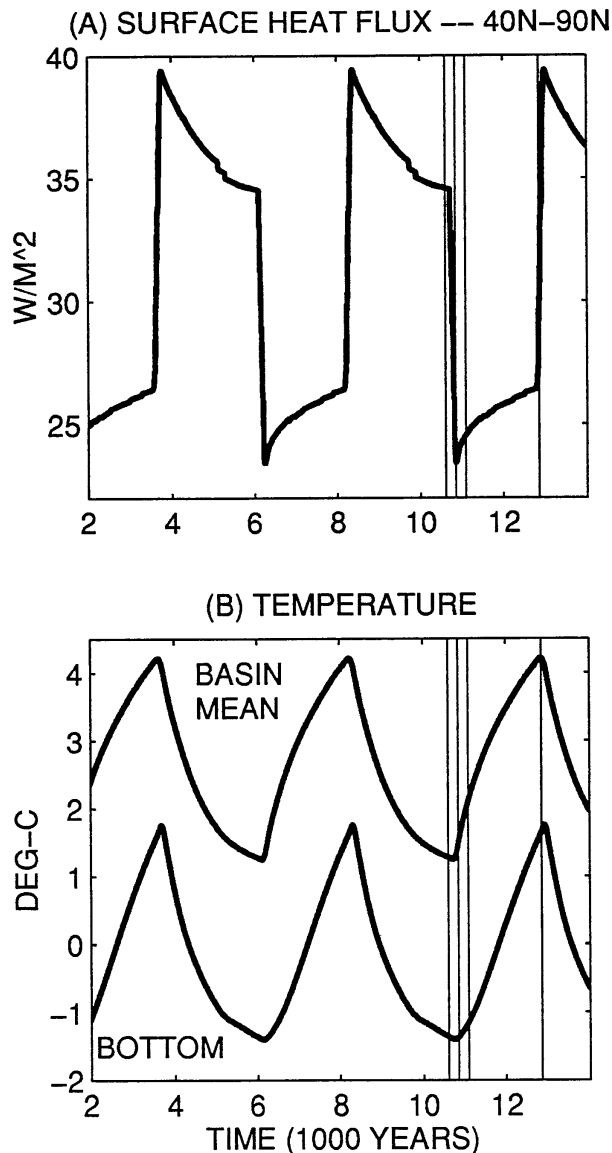 (A) SURFACE HEAT FLUX -- 40N-90N
40
35
30
25
W/M^2
2 4 6 8 10 12
(B) TEMPERATURE
BASIN
MEAN
4
3
2
1
0
-1
-2
DEG-C
BOTTOM
2 4 6 8 10 12
TIME (1000 YEARS)